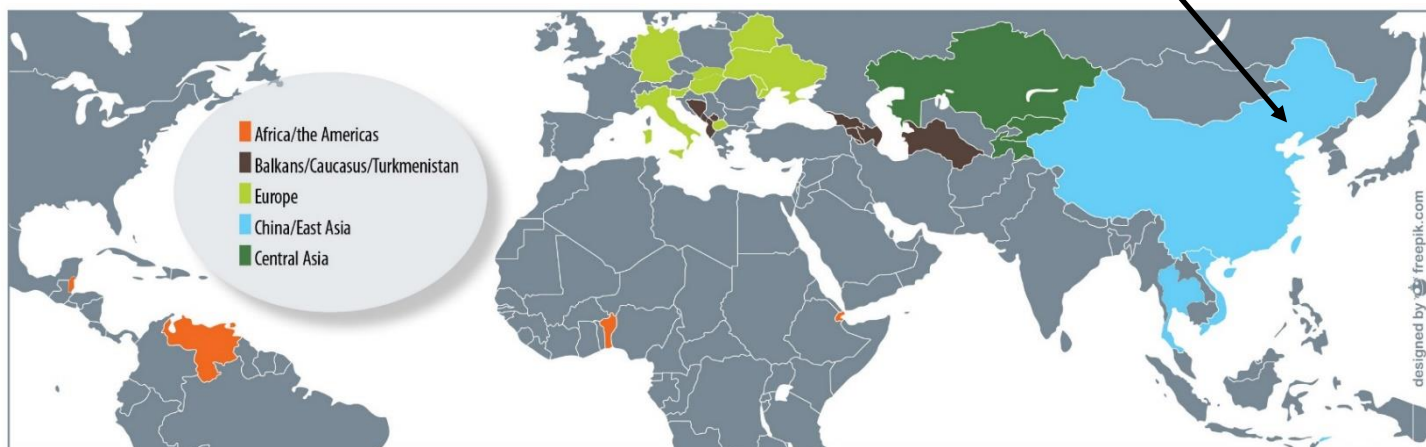 Africa/the Americas
Balkans/Caucasus/Turkmenistan
Europe
China/East Asia
Central Asia
designed by freepik.com